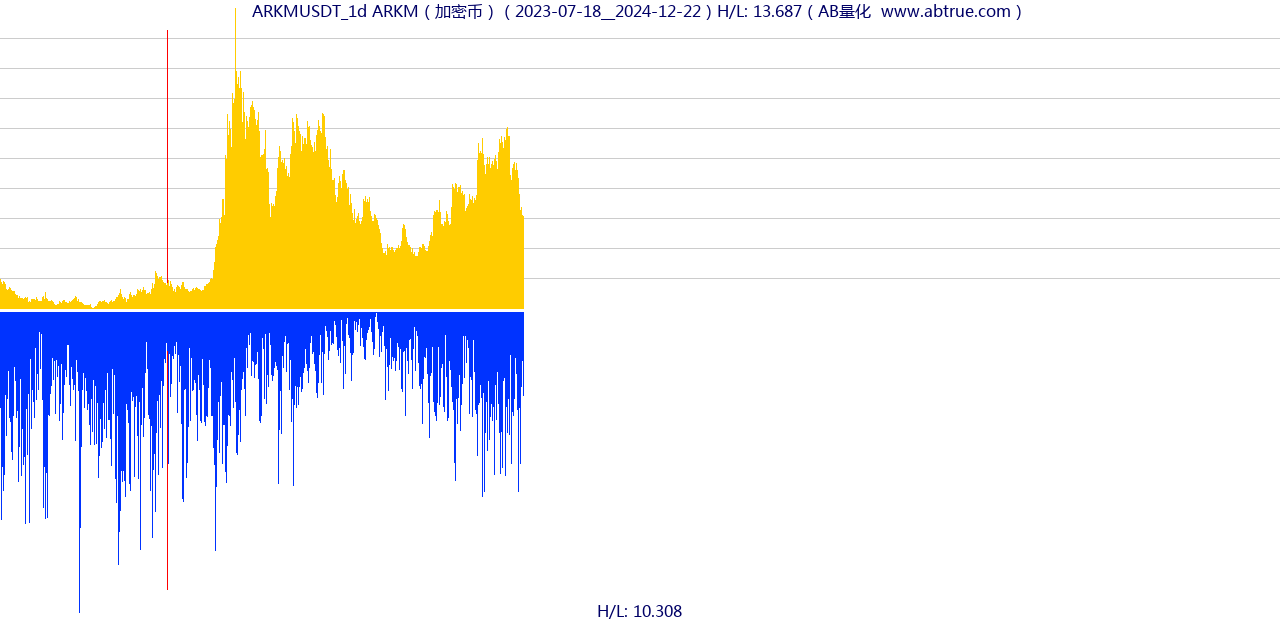 ARKMUSDT_1d ARKM（加密币）（2023-07-18__2024-12-22）H/L: 13.687（AB量化  www.abtrue.com）
H/L: 10.308